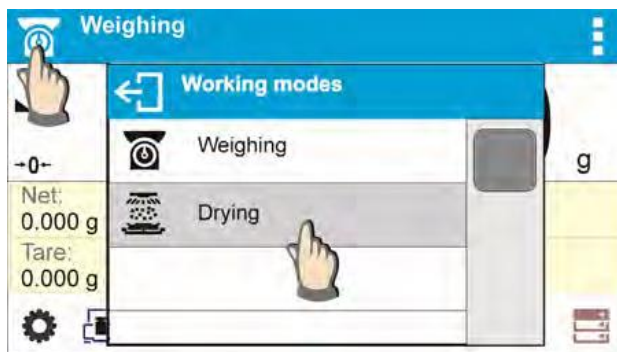 Weighing
Working modes
Weighing
→0← g
Net:
0.000 g
Drying
Tare:
0.000 g